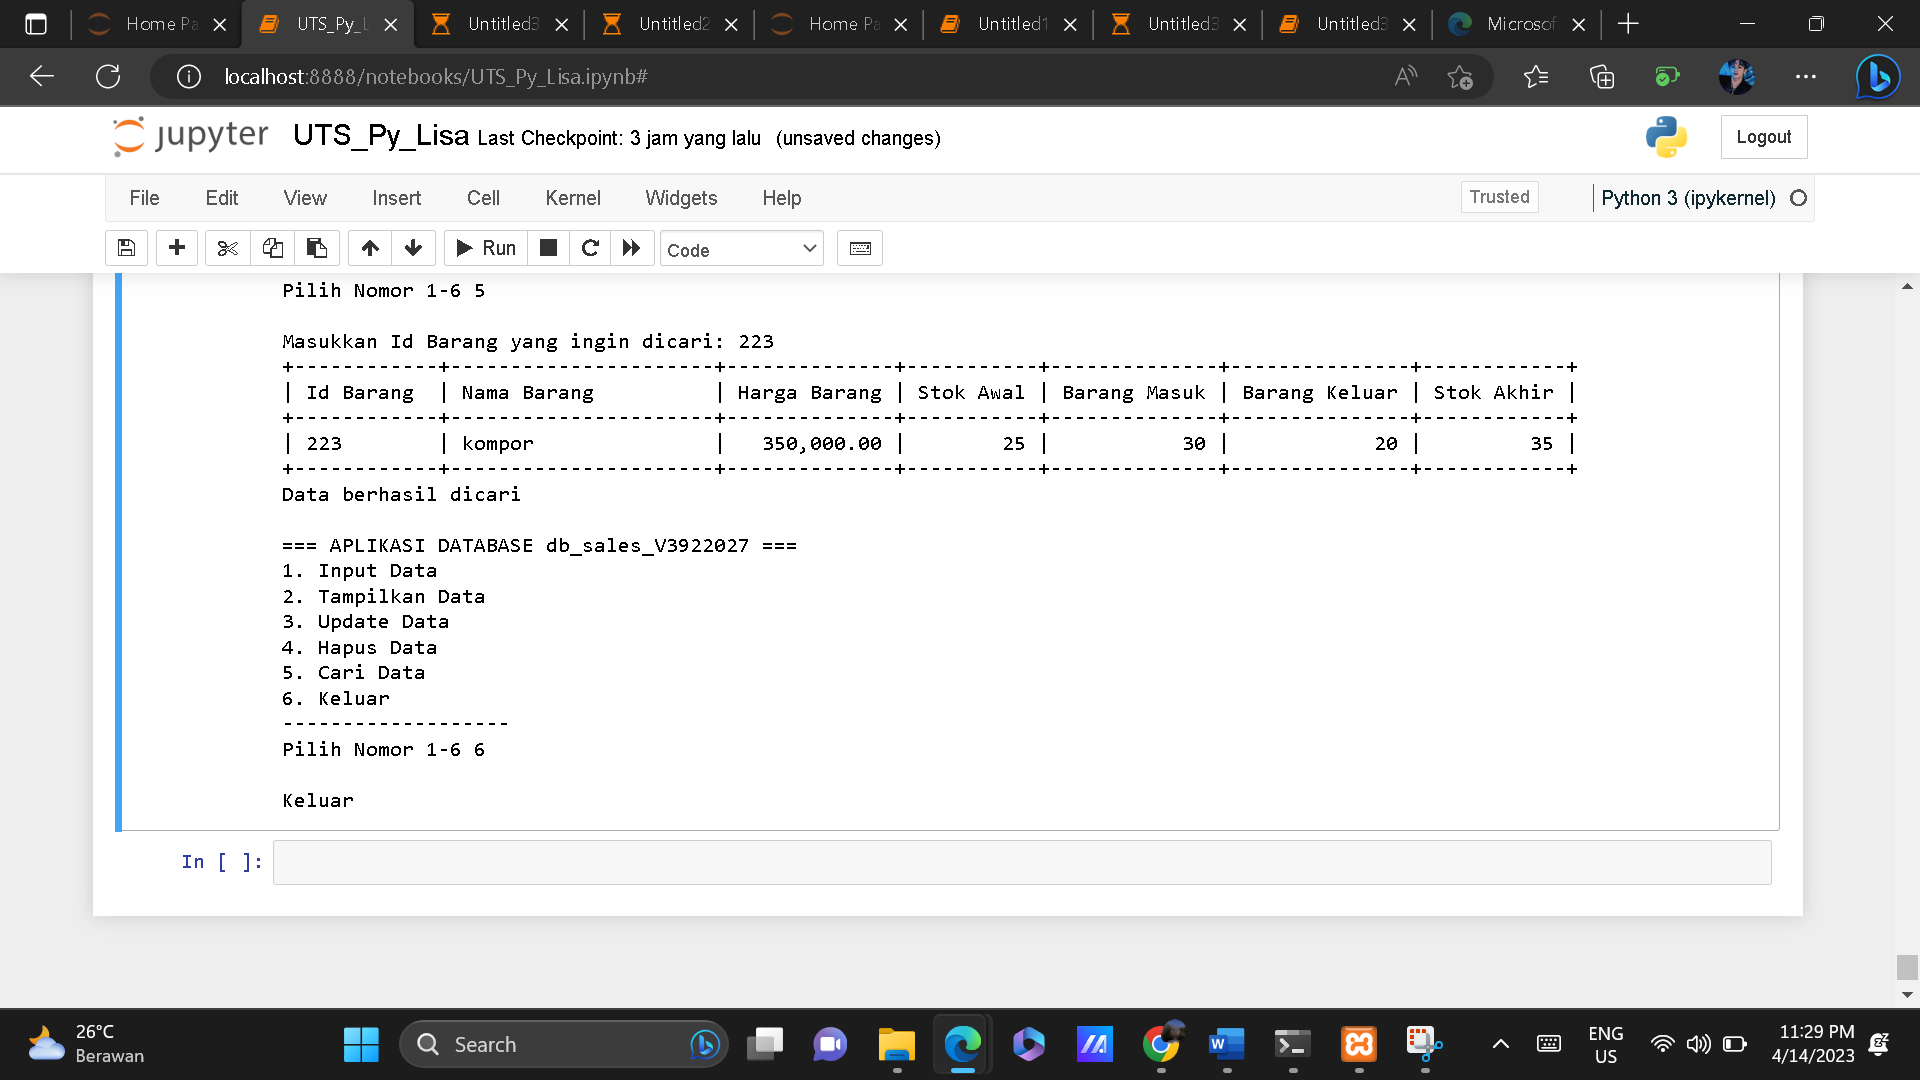 Home Pa
UTS_Py_L
Untitled3
Untitled2
Home Pa
Untitled1
Untitled3
Untitled3
Microsof
localhost:8888/notebooks/UTS_Py_Lisa.ipynb#
jupyter UTS_Py_Lisa Last Checkpoint: 3 jam yang lalu (unsaved changes)
Logout
File Edit View Insert Cell Kernel Widgets Help
Trusted
Python 3 (ipykernel)
Run
Code
Pilih Nomor 1-6 5
Masukkan Id Barang yang ingin dicari: 223
+------------+----------------------+--------------+-----------+--------------+---------------+------------+
| Id Barang | Nama Barang | Harga Barang | Stok Awal | Barang Masuk | Barang Keluar | Stok Akhir |
+------------+----------------------+--------------+-----------+--------------+---------------+------------+
| 223 | kompor | 350,000.00 | 25 | 30 | 20 | 35 |
+------------+----------------------+--------------+-----------+--------------+---------------+------------+
Data berhasil dicari
=== APLIKASI DATABASE db_sales_V3922027 ===
1. Input Data
2. Tampilkan Data
3. Update Data
4. Hapus Data
5. Cari Data
6. Keluar
-------------------
Pilih Nomor 1-6 6
Keluar
In [ ]:
26°C
Berawan
Search
ENG
US
11:29 PM
4/14/2023